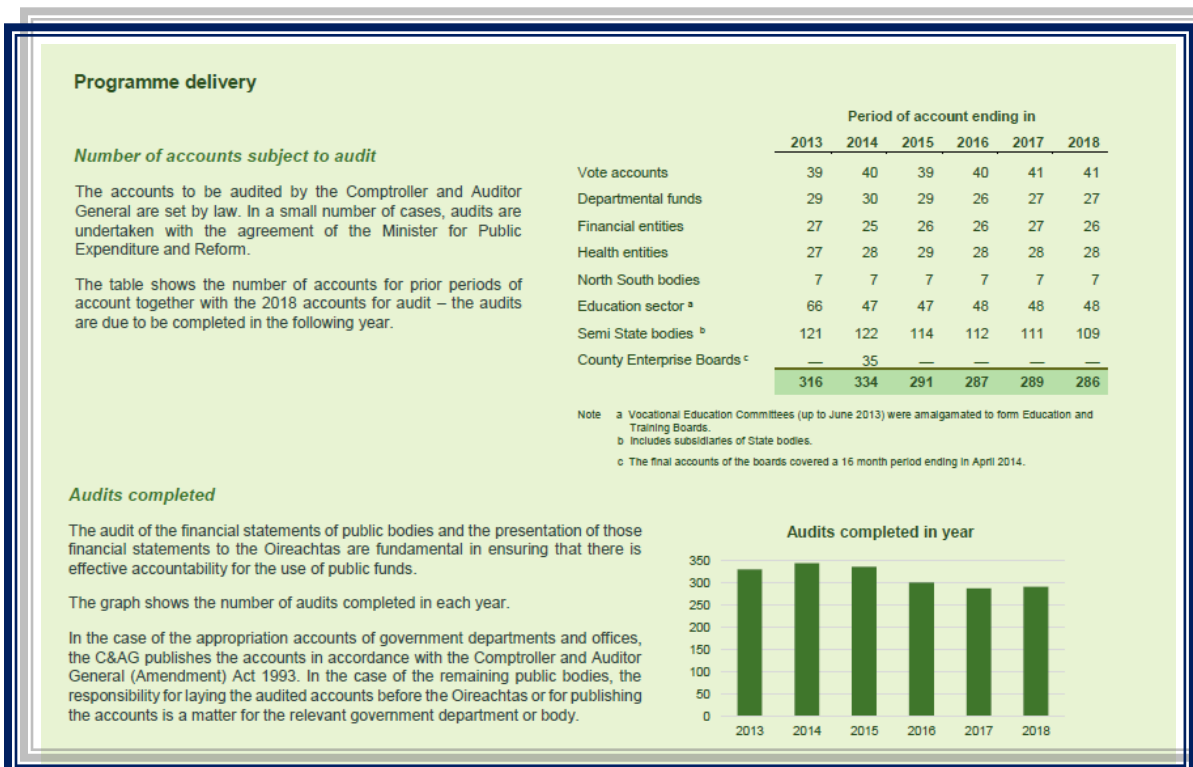 Programme delivery
Number of accounts subject to audit
The accounts to be audited by the Comptroller and Auditor
General are set by law. In a small number of cases, audits are
undertaken with the agreement of the Minister for Public
Expenditure and Reform.
The table shows the number of accounts for prior periods of
account together with the 2018 accounts for audit – the audits
are due to be completed in the following year.
Period of account ending in
2013 2014 2015 2016 2017 2018
Vote accounts 39 40 39 40 41 41
Departmental funds 29 30 29 26 27 27
Financial entities 27 25 26 26 27 26
Health entities 27 28 29 28 28 28
North South bodies 7 7 7 7 7 7
Education sector a 66 47 47 48 48 48
Semi State bodies b 121 122 114 112 111 109
County Enterprise Boards c — 35 — — — —
316 334 291 287 289 286
Note a Vocational Education Committees (up to June 2013) were amalgamated to form Education and
Training Boards.
b Includes subsidiaries of State bodies.
c The final accounts of the boards covered a 16 month period ending in April 2014.
Audits completed
The audit of the financial statements of public bodies and the presentation of those
financial statements to the Oireachtas are fundamental in ensuring that there is
effective accountability for the use of public funds.
The graph shows the number of audits completed in each year.
In the case of the appropriation accounts of government departments and offices,
the C&AG publishes the accounts in accordance with the Comptroller and Auditor
General (Amendment) Act 1993. In the case of the remaining public bodies, the
responsibility for laying the audited accounts before the Oireachtas or for publishing
the accounts is a matter for the relevant government department or body.
Audits completed in year
350
300
250
200
150
100
50
0
2013 2014 2015 2016 2017 2018